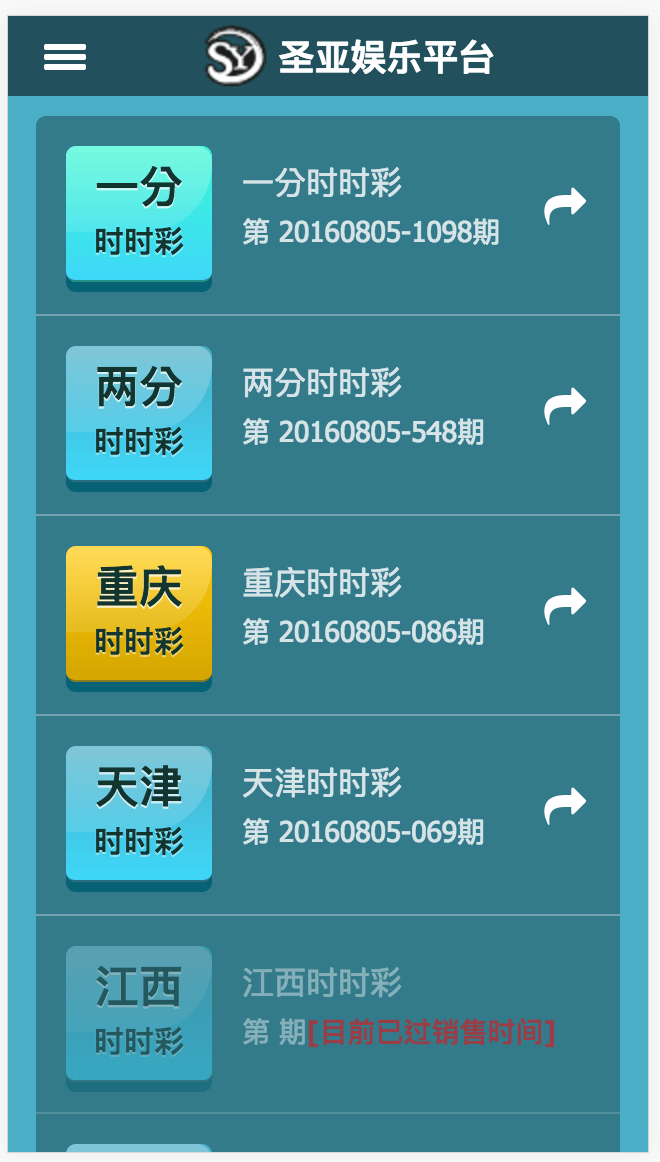 SY 圣亚娱乐平台
一分
时时彩
一分时时彩
第 20160805-1098期
两分
时时彩
两分时时彩
第 20160805-548期
重庆
时时彩
重庆时时彩
第 20160805-086期
天津
时时彩
天津时时彩
第 20160805-069期
江西
时时彩
江西时时彩
第 期[目前已过销售时间]